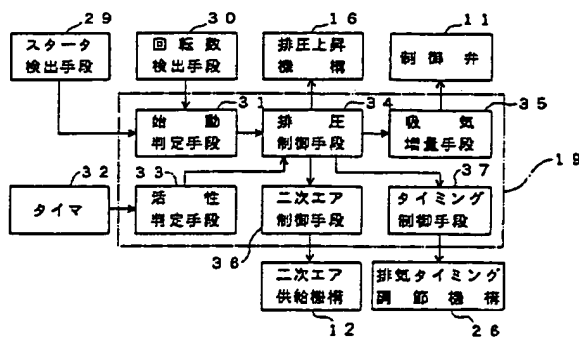 29
30
16
11
スタータ
検出手段
回転数
検出手段
排圧上昇
機構
制御弁
31
34
35
始動
判定手段
排圧
制御手段
吸気
増量手段
32
33
37
19
タイマ
活性
判定手段
二次エア
制御手段
タイミング
制御手段
36
二次エア
供給機構
排気タイミング
調節機構
12
26